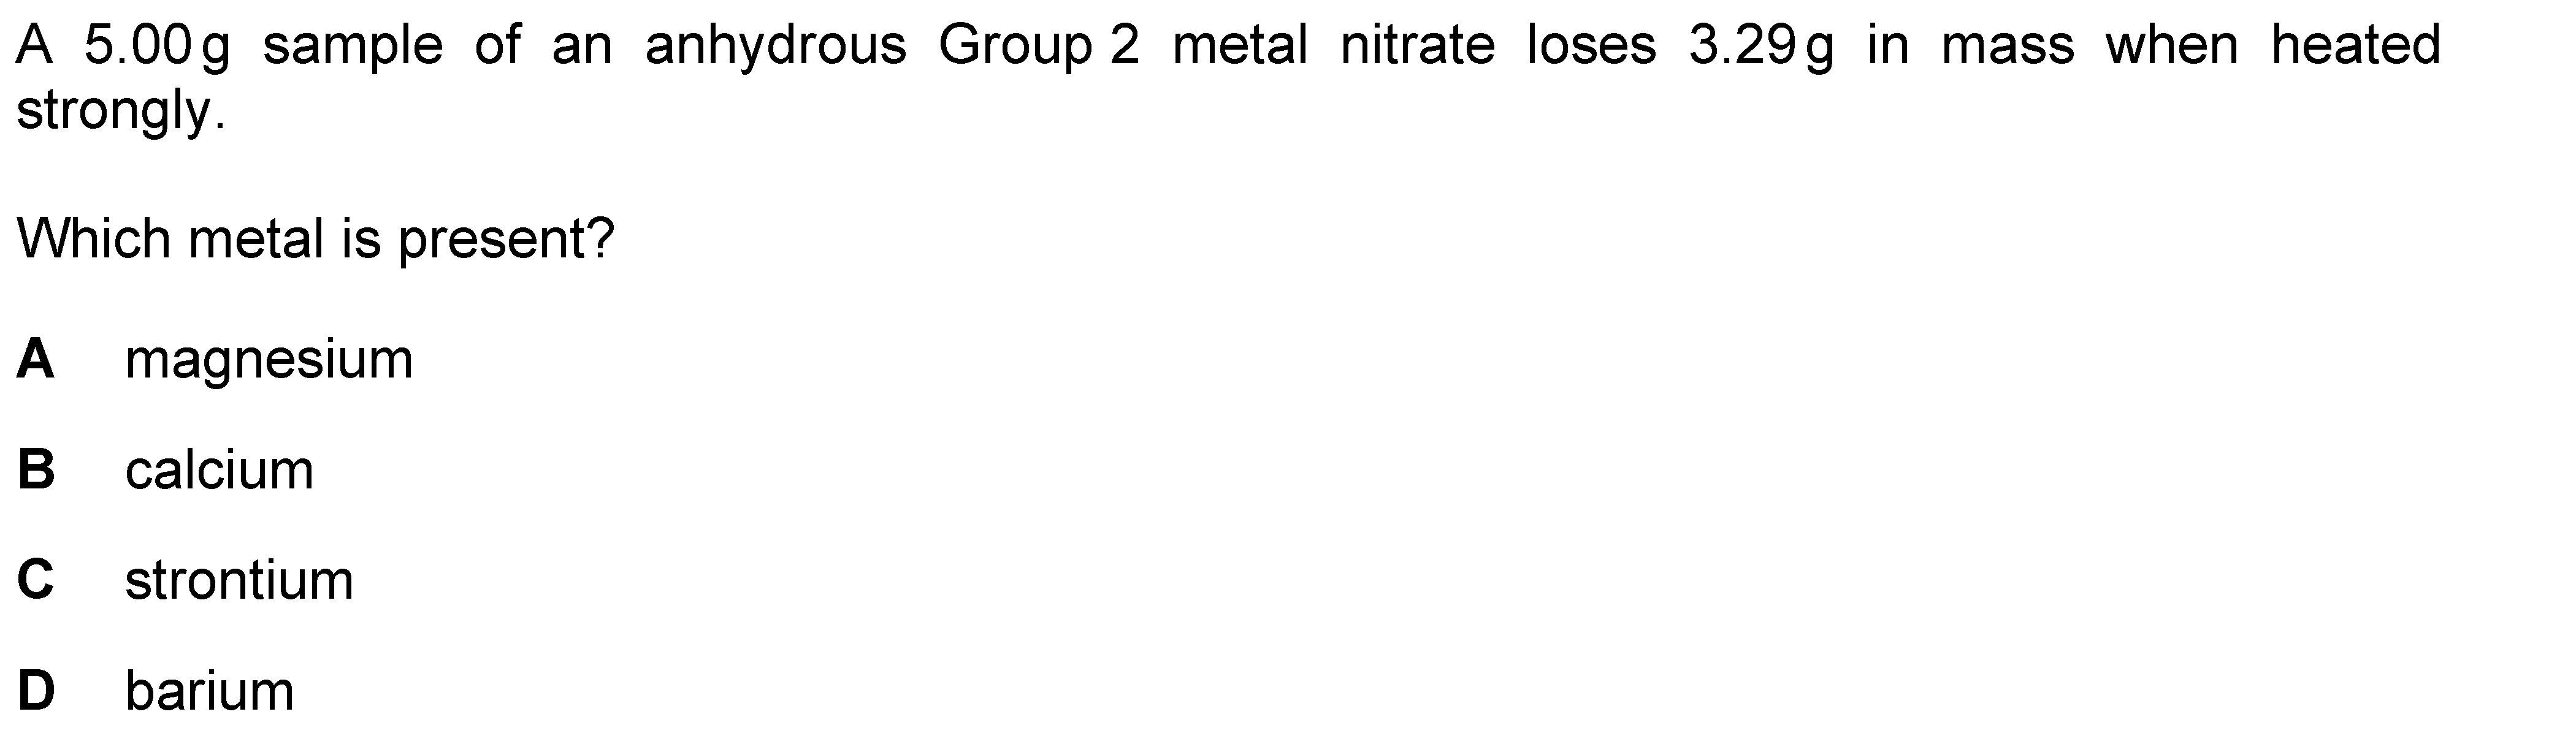 A 5.00 g sample of an anhydrous Group 2 metal nitrate loses 3.29 g in mass when heated
strongly.
Which metal is present?
A magnesium
B calcium
C strontium
D barium